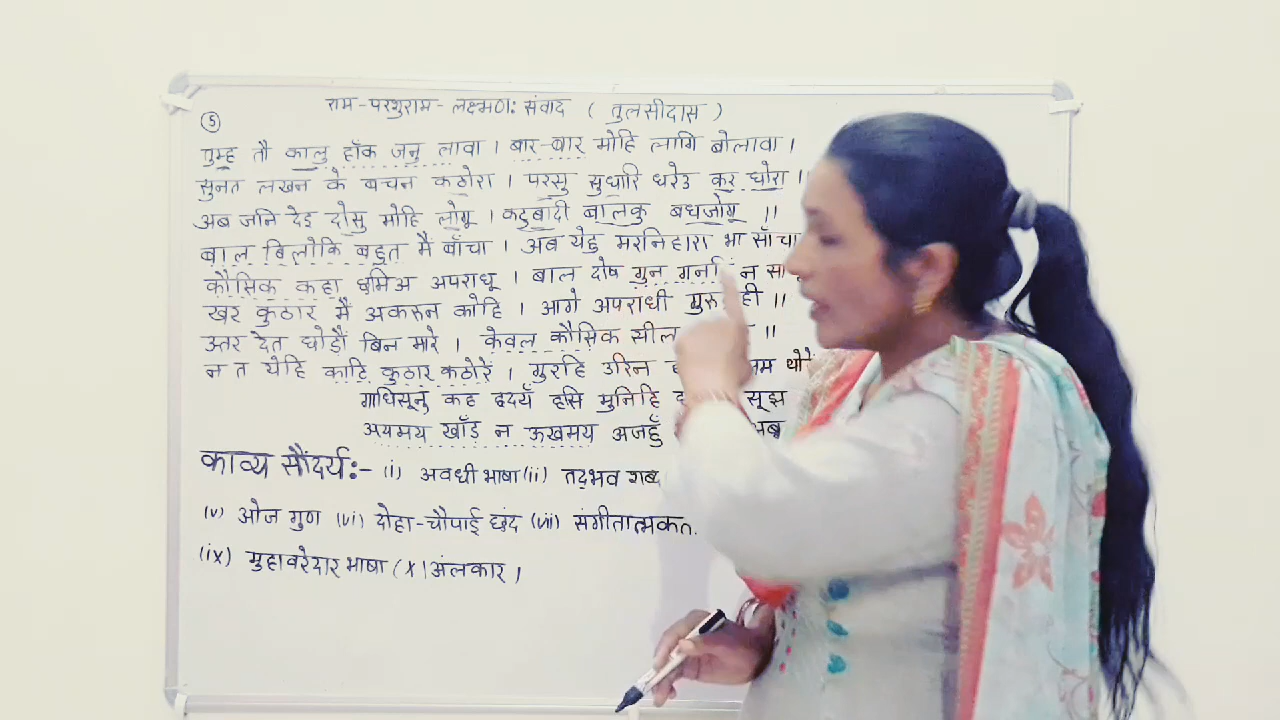 राम-परशुराम-लक्ष्मण: संवाद ( तुलसीदास )
(5)
तुम्ह तौ कालु हाँक जनु लावा । बार-बार मोहि लागि बोलावा ।
सुनत लखन के बचन कठोरा । परसु सुधारि धरेउ कर घोरा ।।
अब जनि देइ दोसु मोहि लोगू । कटुबादी बालकु बधजोगू ।।
बाल बिलोकि बहुत मैं बाँचा । अब येहु मरनिहारा भा साँचा
कौसिक कहा छमिअ अपराधू । बाल दोष गुन गनहिं न
खर कुठार मैं अकरुन कोहि । आगे अपराधी ही ।।
उतर देत छोड़ौं बिन मारे । केवल कौसिक सील ।।
न त येहि काटि कुठार कठोरें । गुरहि उरिन थोरें
गाधिसूनु कह हृदयँ हसि मुनिहि सूझ
अयमय खाँड न ऊखमय अजहुँ
काव्य सौंदर्य:- (i) अवधी भाषा (ii) तद्भव शब्द
(v) ओज गुण (vi) दोहा-चौपाई छंद (vii) संगीतात्मकत
(ix) मुहावरेदार भाषा (x) अंलकार ।